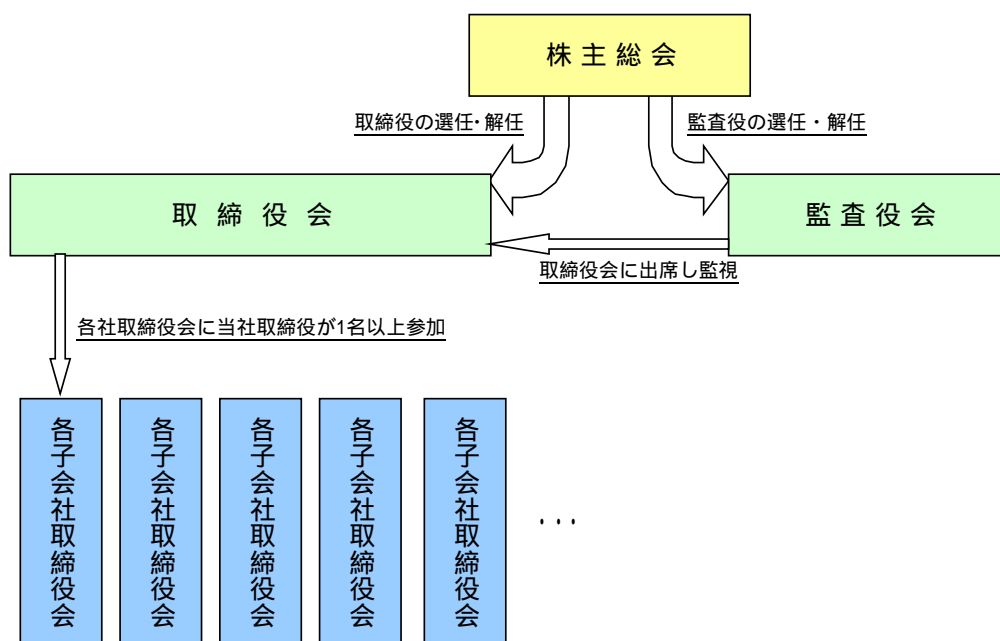 株主総会
取締役の選任・解任
監査役の選任・解任
取締役会
監査役会
取締役会に出席し監視
各社取締役会に当社取締役が1名以上参加
各子会社取締役会
各子会社取締役会
各子会社取締役会
各子会社取締役会
各子会社取締役会
・・・